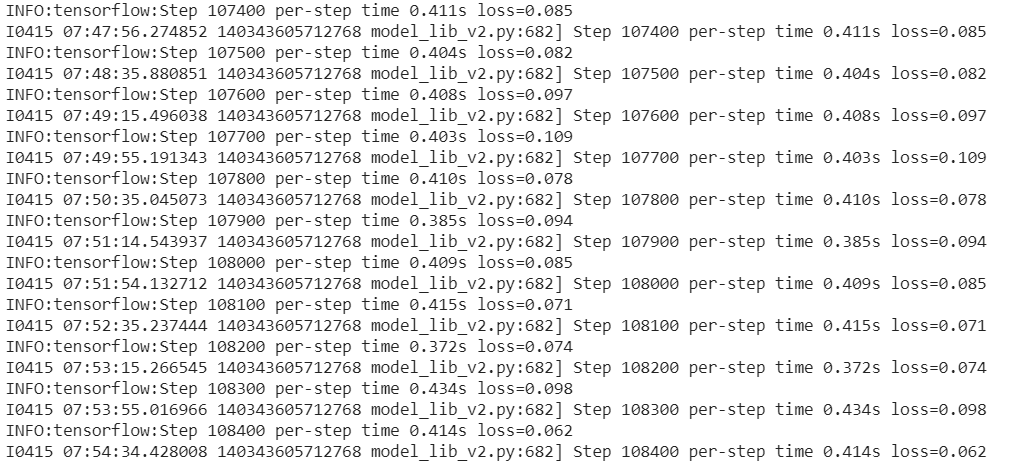 INFO:tensorflow:Step 107400 per-step time 0.411s loss=0.085
I0415 07:47:56.274852 140343605712768 model_lib_v2.py:682] Step 107400 per-step time 0.411s loss=0.085
INFO:tensorflow:Step 107500 per-step time 0.404s loss=0.082
I0415 07:48:35.880851 140343605712768 model_lib_v2.py:682] Step 107500 per-step time 0.404s loss=0.082
INFO:tensorflow:Step 107600 per-step time 0.408s loss=0.097
I0415 07:49:15.496038 140343605712768 model_lib_v2.py:682] Step 107600 per-step time 0.408s loss=0.097
INFO:tensorflow:Step 107700 per-step time 0.403s loss=0.109
I0415 07:49:55.191343 140343605712768 model_lib_v2.py:682] Step 107700 per-step time 0.403s loss=0.109
INFO:tensorflow:Step 107800 per-step time 0.410s loss=0.078
I0415 07:50:35.045073 140343605712768 model_lib_v2.py:682] Step 107800 per-step time 0.410s loss=0.078
INFO:tensorflow:Step 107900 per-step time 0.385s loss=0.094
I0415 07:51:14.543937 140343605712768 model_lib_v2.py:682] Step 107900 per-step time 0.385s loss=0.094
INFO:tensorflow:Step 108000 per-step time 0.409s loss=0.085
I0415 07:51:54.132712 140343605712768 model_lib_v2.py:682] Step 108000 per-step time 0.409s loss=0.085
INFO:tensorflow:Step 108100 per-step time 0.415s loss=0.071
I0415 07:52:35.237444 140343605712768 model_lib_v2.py:682] Step 108100 per-step time 0.415s loss=0.071
INFO:tensorflow:Step 108200 per-step time 0.372s loss=0.074
I0415 07:53:15.266545 140343605712768 model_lib_v2.py:682] Step 108200 per-step time 0.372s loss=0.074
INFO:tensorflow:Step 108300 per-step time 0.434s loss=0.098
I0415 07:53:55.016966 140343605712768 model_lib_v2.py:682] Step 108300 per-step time 0.434s loss=0.098
INFO:tensorflow:Step 108400 per-step time 0.414s loss=0.062
I0415 07:54:34.428008 140343605712768 model_lib_v2.py:682] Step 108400 per-step time 0.414s loss=0.062